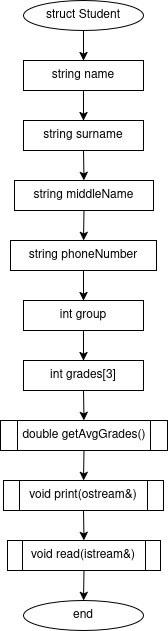 struct Student
string name
string surname
string middleName
string phoneNumber
int group
int grades[3]
double getAvgGrades()
void print(ostream&)
void read(istream&)
end